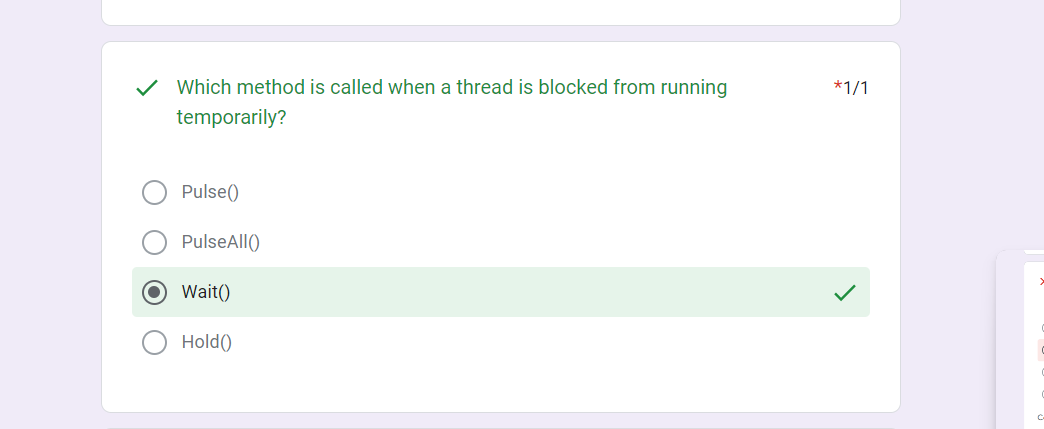 Which method is called when a thread is blocked from running
*1/1
temporarily?
Pulse()
PulseAll()
Wait()
Hold()